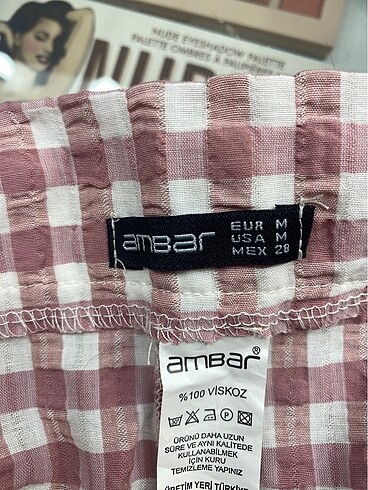 NUDE EYESHADOW PALETTE
PALETTE OMBRES À PAUPIÈRES
ambar
EUR M
USA M
MEX 28
AMBAR®
%100 VİSKOZ
ÜRÜNÜ DAHA UZUN
SÜRE VE AYNI KALİTEDE
KULLANABİLMEK
İÇİN KURU
TEMİZLEME YAPINIZ
ÜRETİM YERİ TÜRKİYE